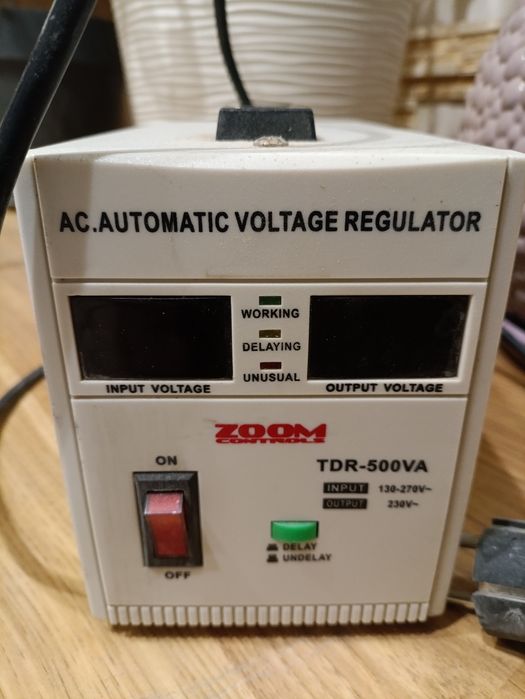 AC.AUTOMATIC VOLTAGE REGULATOR
WORKING
DELAYING
UNUSUAL
INPUT VOLTAGE
OUTPUT VOLTAGE
ZOOM
CONTROLS
TDR-500VA
INPUT 130-270V~
OUTPUT 230V~
ON
OFF
DELAY
UNDELAY